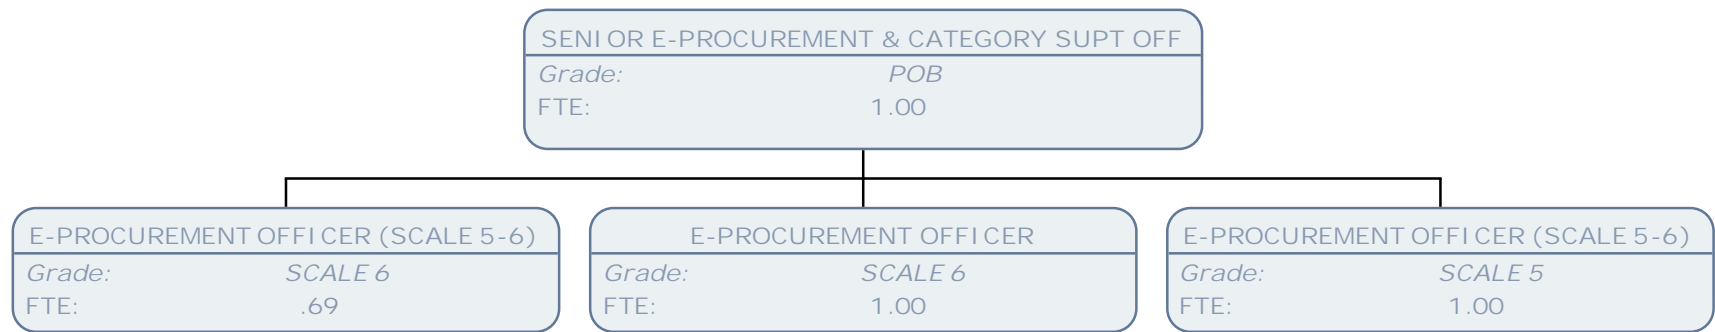 SENIOR E-PROCUREMENT & CATEGORY SUPT OFF
Grade: POB
FTE: 1.00
E-PROCUREMENT OFFICER (SCALE 5-6)
Grade: SCALE 6
FTE: .69
E-PROCUREMENT OFFICER
Grade: SCALE 6
FTE: 1.00
E-PROCUREMENT OFFICER (SCALE 5-6)
Grade: SCALE 5
FTE: 1.00